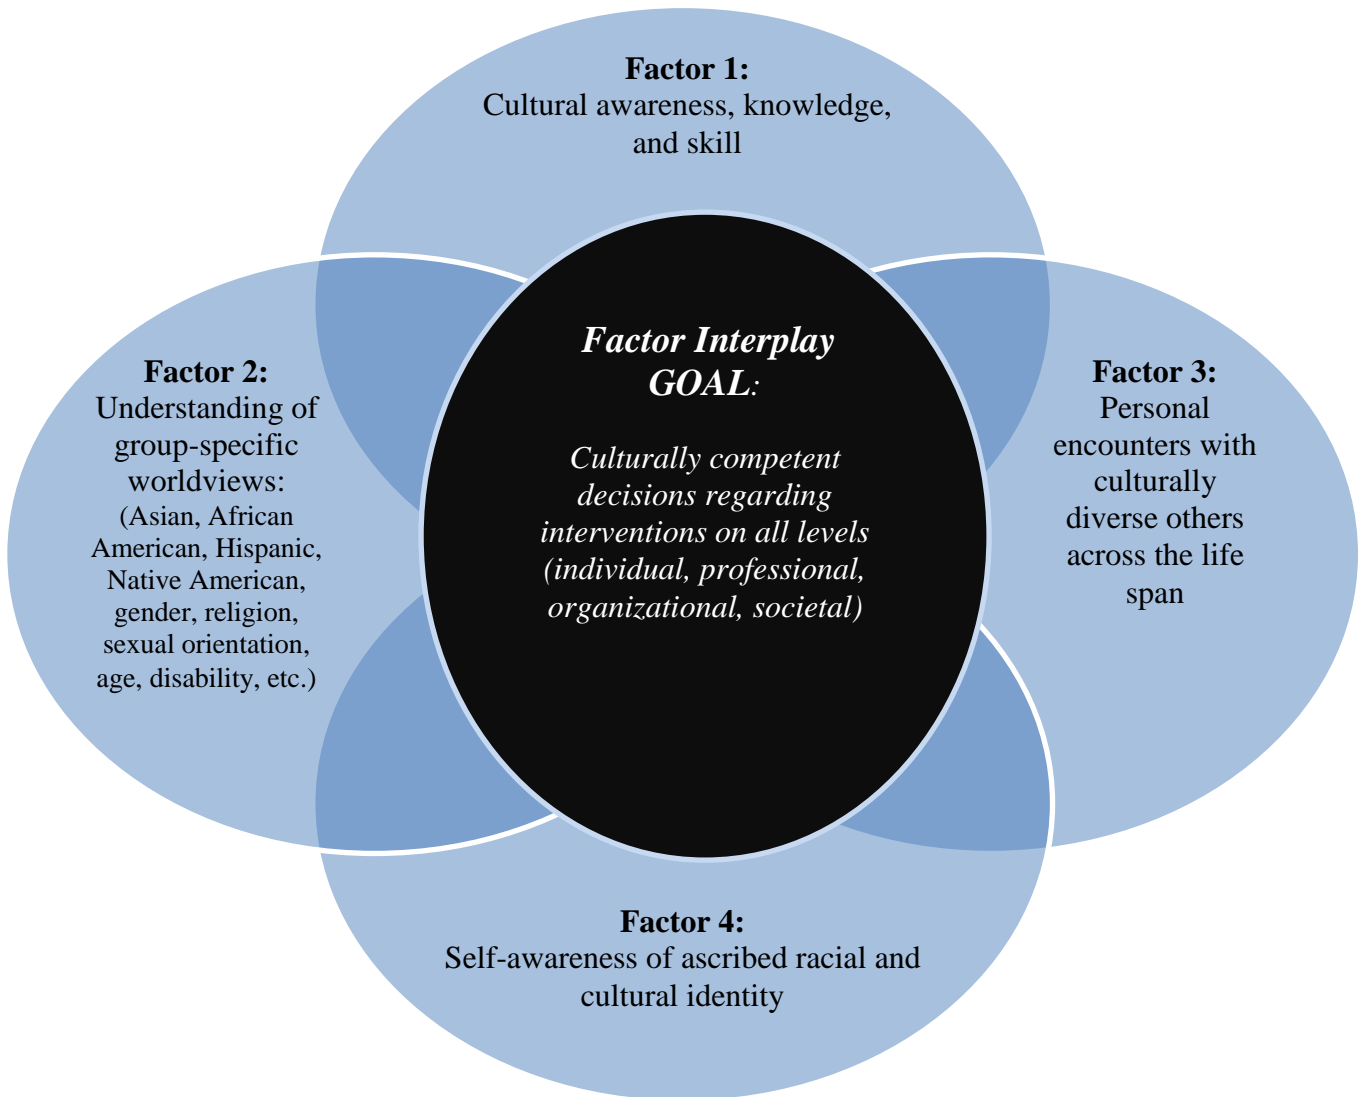 Factor 1:
Cultural awareness, knowledge,
and skill
Factor Interplay
GOAL:
Culturally competent
decisions regarding
interventions on all levels
(individual, professional,
organizational, societal)
Factor 2:
Understanding of
group-specific
worldviews:
(Asian, African
American, Hispanic,
Native American,
gender, religion,
sexual orientation,
age, disability, etc.)
Factor 3:
Personal
encounters with
culturally
diverse others
across the life
span
Factor 4:
Self-awareness of ascribed racial and
cultural identity